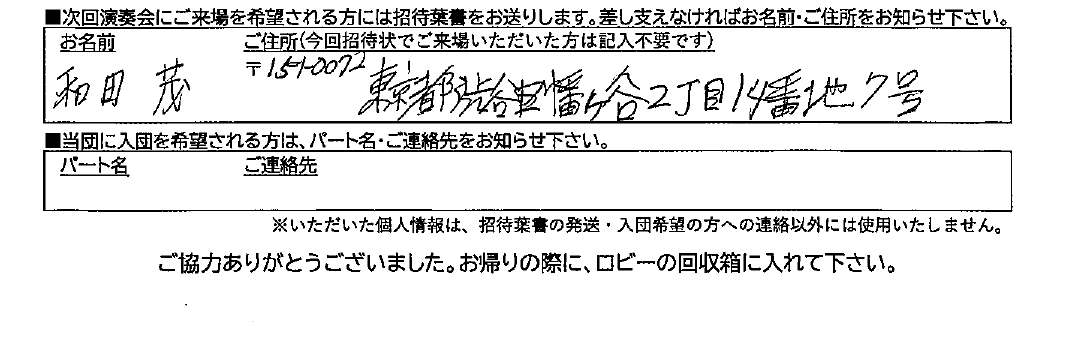 ■次回演奏会にご来場を希望される方には招待葉書をお送りします。差し支えなければお名前・ご住所をお知らせ下さい。
お名前 ご住所(今回招待状でご来場いただいた方は記入不要です)
〒151-0072
和田 茂 東京都渋谷区幡ヶ谷2丁目14番地7号
■当団に入団を希望される方は、パート名・ご連絡先をお知らせ下さい。
パート名 ご連絡先
※いただいた個人情報は、招待葉書の発送・入団希望の方への連絡以外には使用いたしません。
ご協力ありがとうございました。お帰りの際に、ロビーの回収箱に入れて下さい。